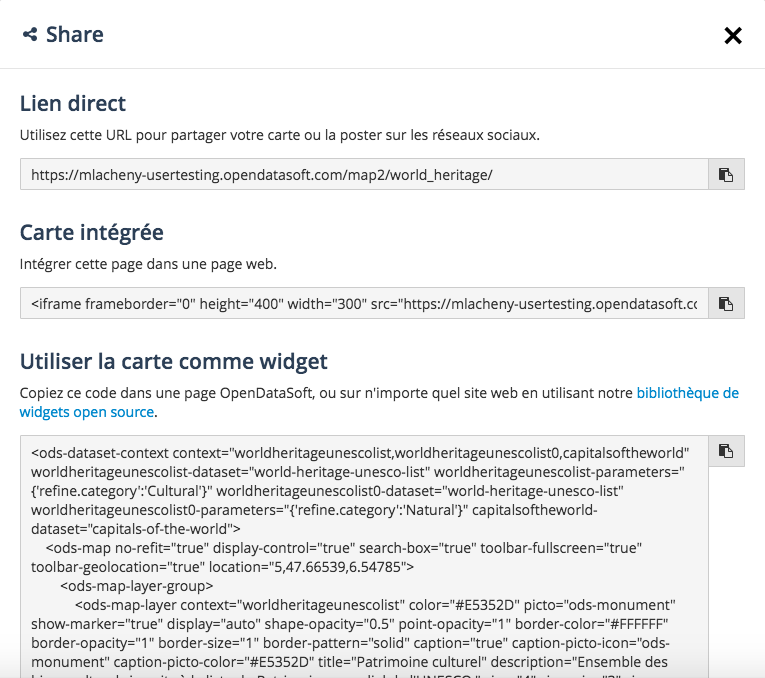 Share
Lien direct
Utilisez cette URL pour partager votre carte ou la poster sur les réseaux sociaux.
https://mlacheny-usertesting.opendatasoft.com/map2/world_heritage/
Carte intégrée
Intégrer cette page dans une page web.
<iframe frameborder="0" height="400" width="300" src="https://mlacheny-usertesting.opendatasoft.co
Utiliser la carte comme widget
Copiez ce code dans une page OpenDataSoft, ou sur n'importe quel site web en utilisant notre bibliothèque de
widgets open source.
<ods-dataset-context context="worldheritageunescolist,worldheritageunescolist0,capitalsoftheworld"
worldheritageunescolist-dataset="world-heritage-unesco-list" worldheritageunescolist-parameters="
{'refine.category':'Cultural'}" worldheritageunescolist0-dataset="world-heritage-unesco-list"
worldheritageunescolist0-parameters="{'refine.category':'Natural'}" capitalsoftheworld-
dataset="capitals-of-the-world">
<ods-map no-refit="true" display-control="true" search-box="true" toolbar-fullscreen="true"
toolbar-geolocation="true" location="5,47.66539,6.54785">
<ods-map-layer-group>
<ods-map-layer context="worldheritageunescolist" color="#E5352D" picto="ods-monument"
show-marker="true" display="auto" shape-opacity="0.5" point-opacity="1" border-color="#FFFFFF"
border-opacity="1" border-size="1" border-pattern="solid" caption="true" caption-picto-icon="ods-
monument" caption-picto-color="#E5352D" title="Patrimoine culturel" description="Ensemble des